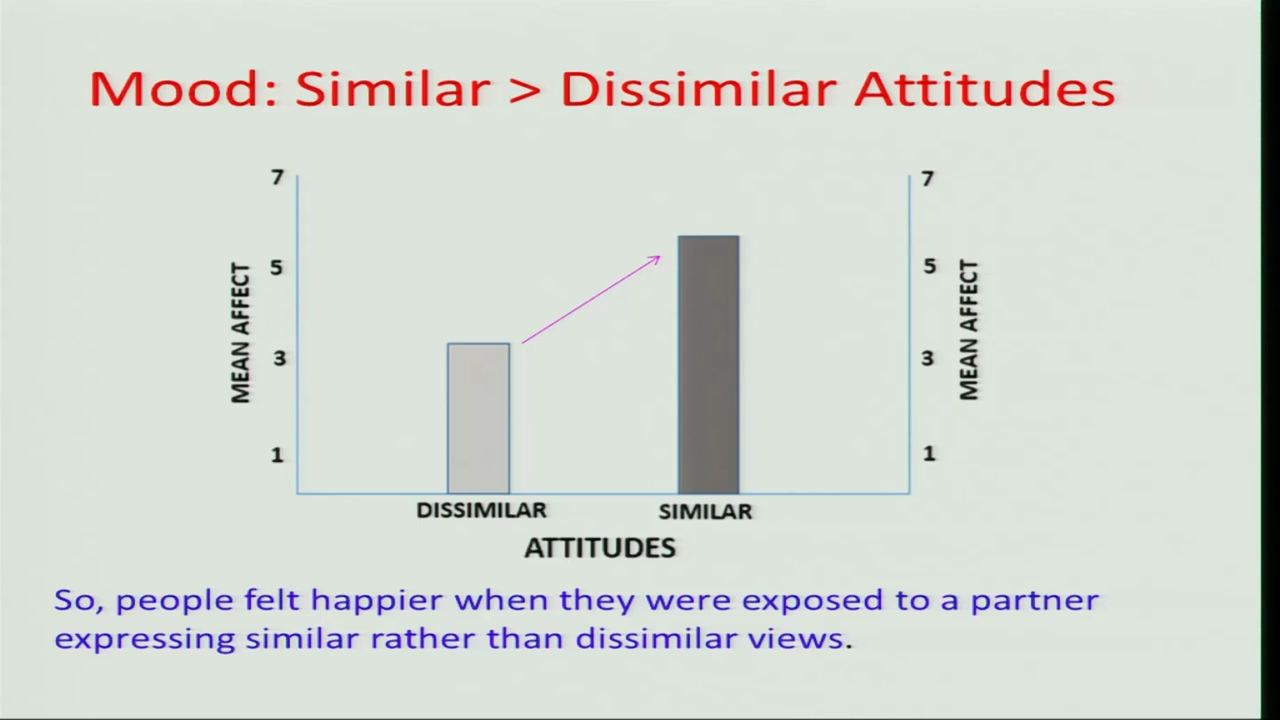 Mood: Similar > Dissimilar Attitudes
7
5
3
1
MEAN AFFECT
7
5
3
1
MEAN AFFECT
DISSIMILAR
SIMILAR
ATTITUDES
So, people felt happier when they were exposed to a partner
expressing similar rather than dissimilar views.